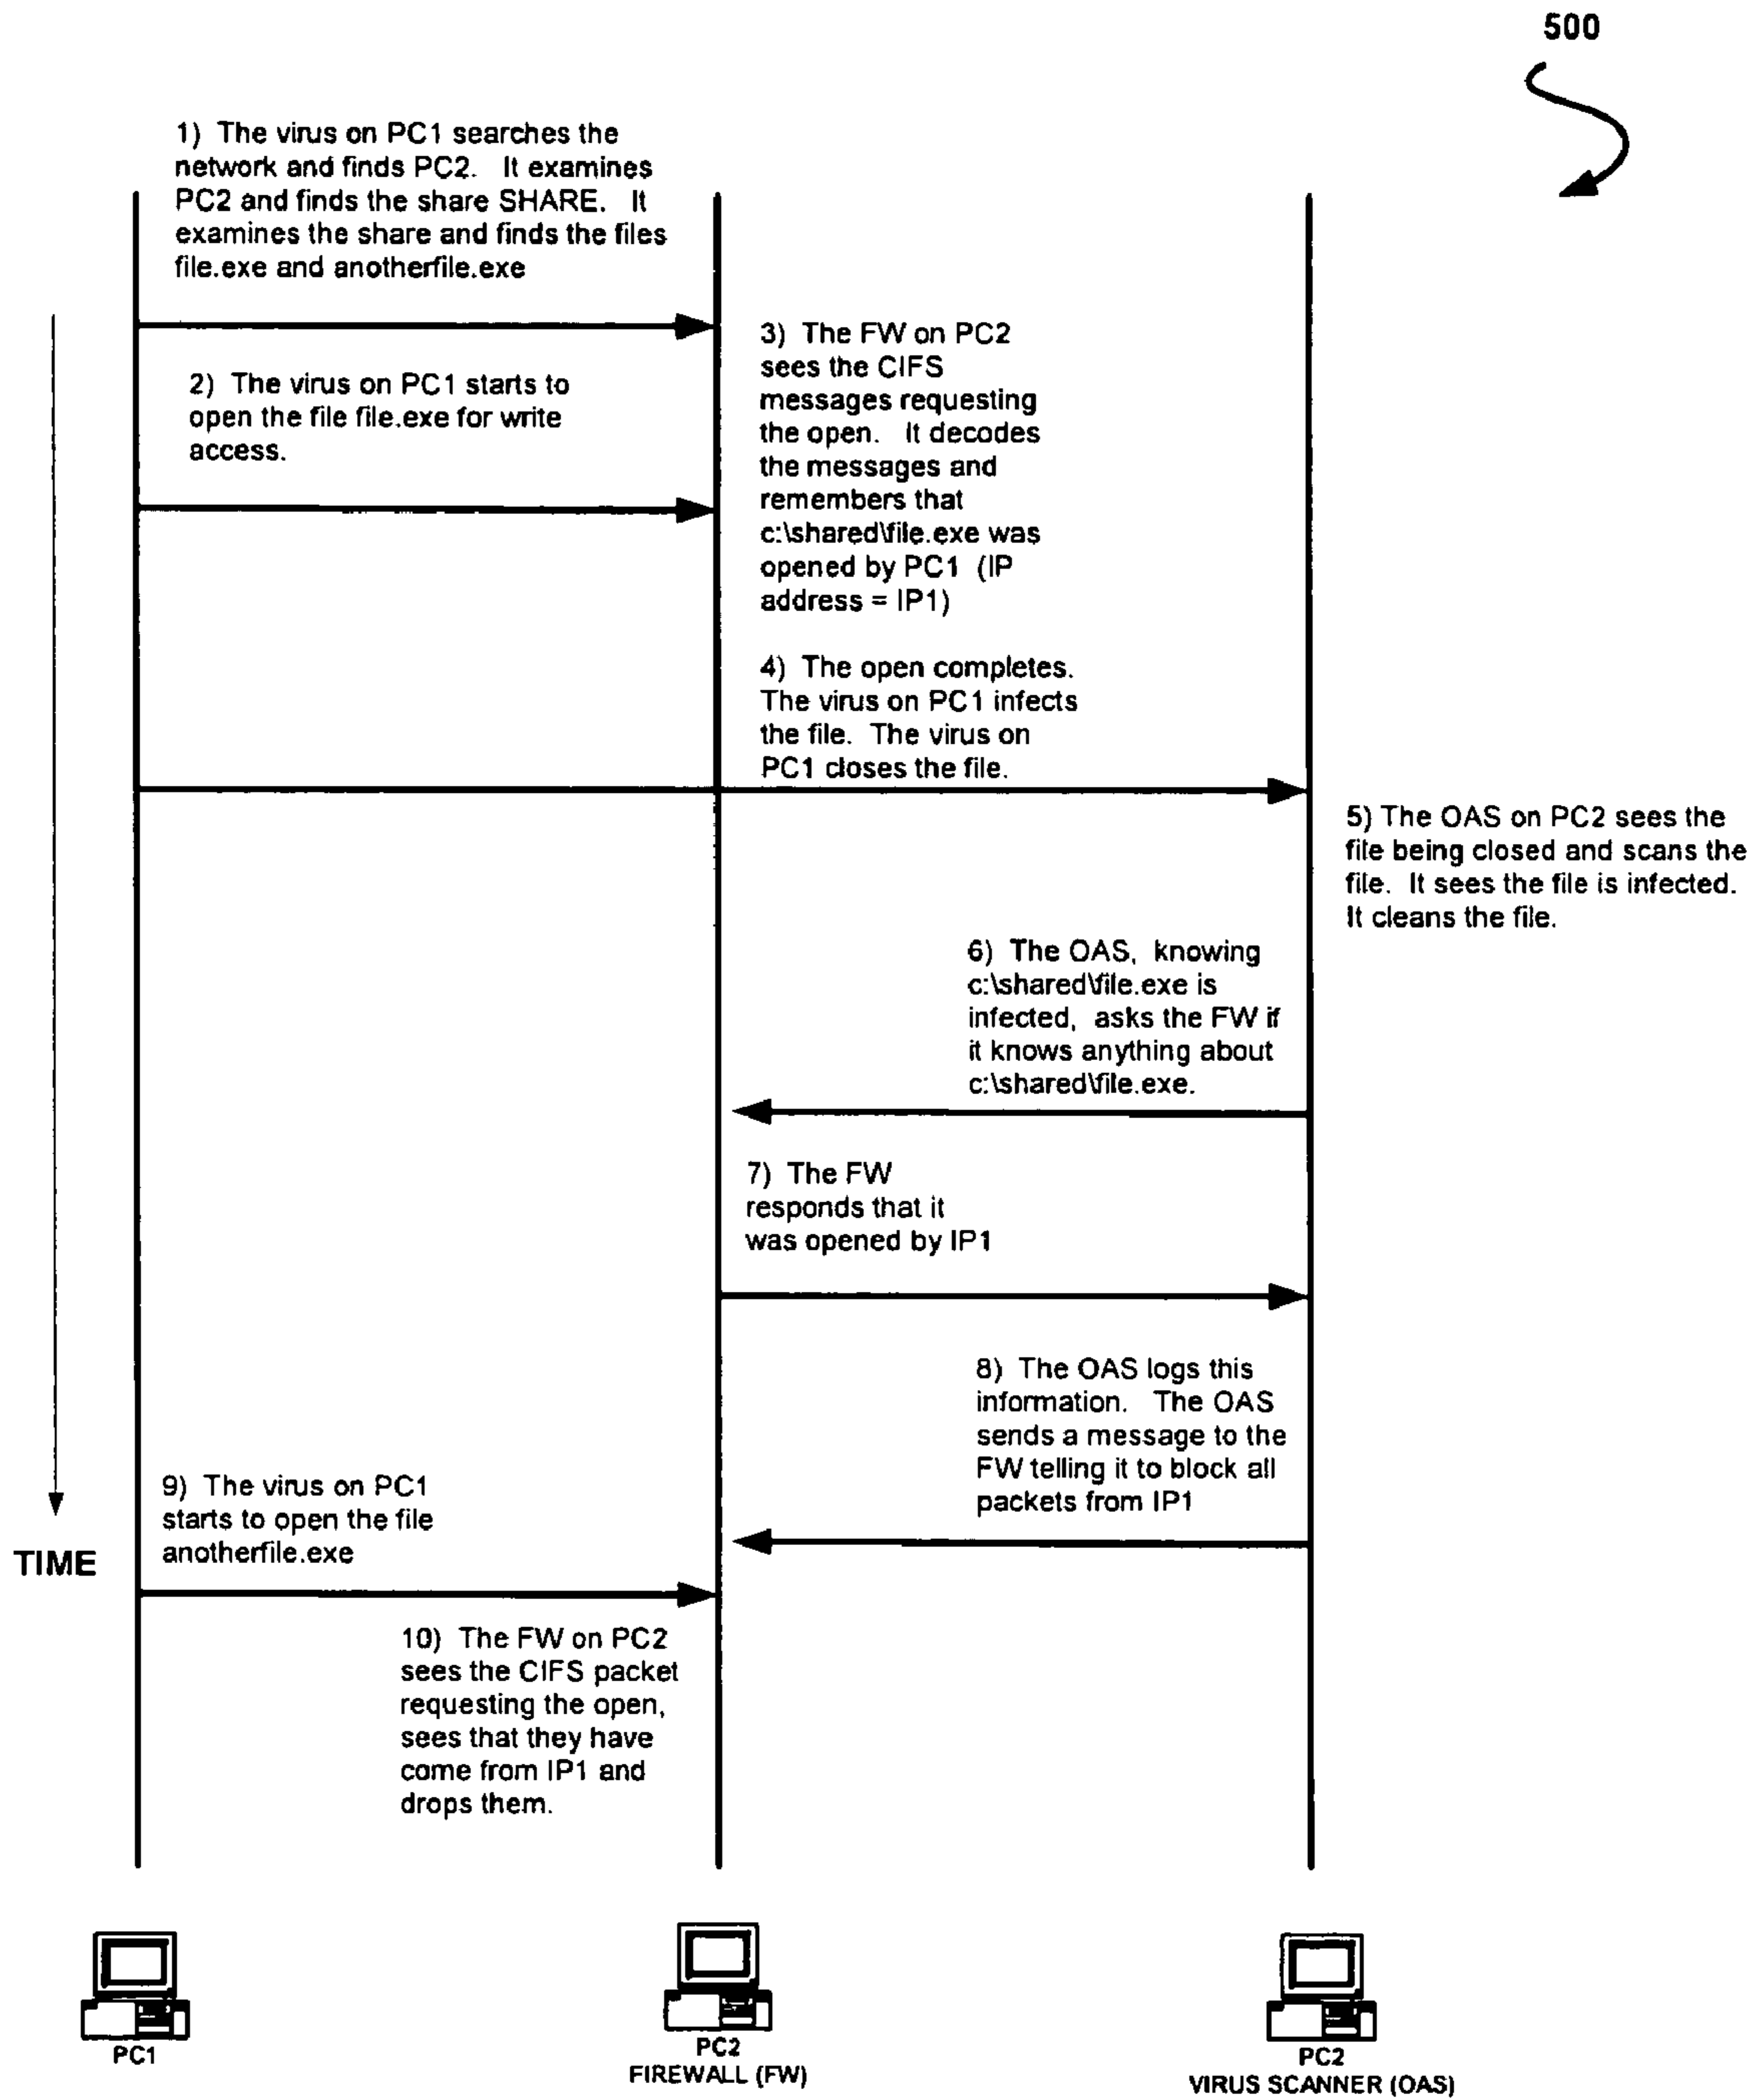 500
1) The virus on PC1 searches the
network and finds PC2. It examines
PC2 and finds the share SHARE. It
examines the share and finds the files
file.exe and anotherfile.exe
2) The virus on PC1 starts to
open the file file.exe for write
access.
3) The FW on PC2
sees the CIFS
messages requesting
the open. It decodes
the messages and
remembers that
c:\shared\file.exe was
opened by PC1 (IP
address = IP1)
4) The open completes.
The virus on PC1 infects
the file. The virus on
PC1 closes the file.
5) The OAS on PC2 sees the
file being closed and scans the
file. It sees the file is infected.
It cleans the file.
6) The OAS, knowing
c:\shared\file.exe is
infected, asks the FW if
it knows anything about
c:\shared\file.exe.
7) The FW
responds that it
was opened by IP1
8) The OAS logs this
information. The OAS
sends a message to the
FW telling it to block all
packets from IP1
TIME
9) The virus on PC1
starts to open the file
anotherfile.exe
10) The FW on PC2
sees the CIFS packet
requesting the open,
sees that they have
come from IP1 and
drops them.
PC1
PC2
FIREWALL (FW)
PC2
VIRUS SCANNER (OAS)